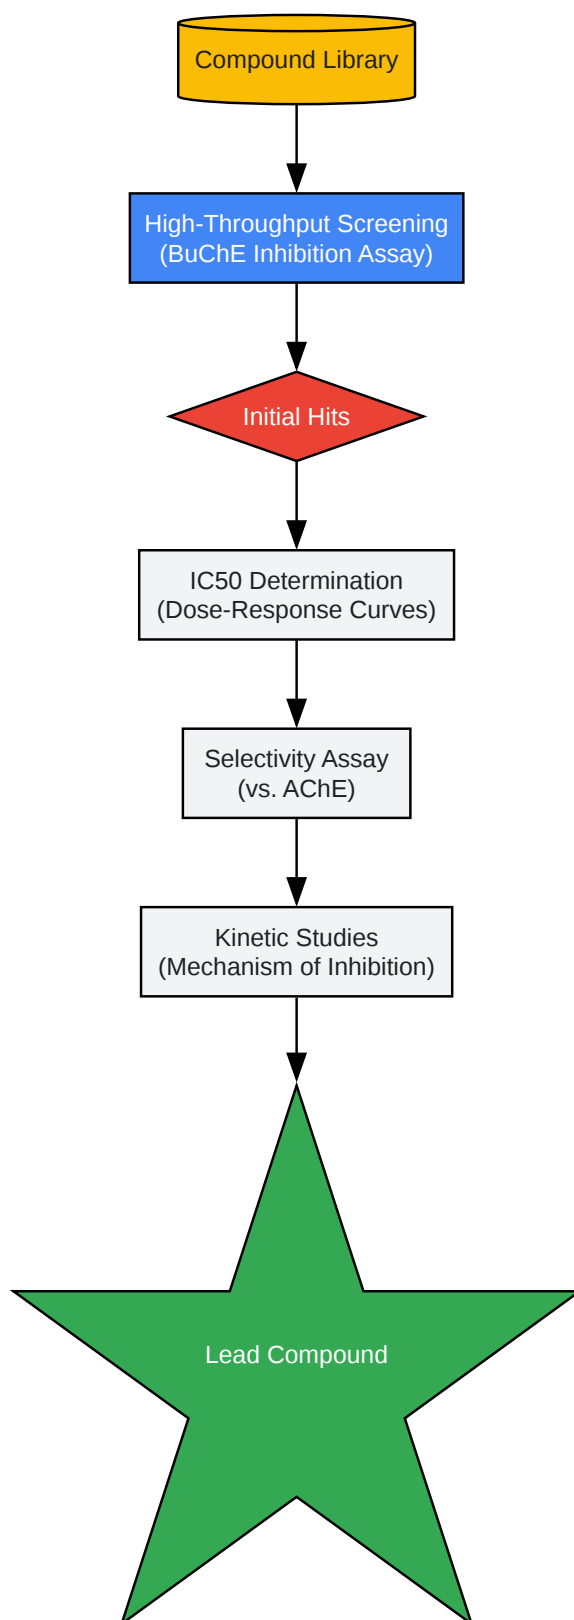 Compound Library
High-Throughput Screening
(BuChE Inhibition Assay)
Initial Hits
IC50 Determination
(Dose-Response Curves)
Selectivity Assay
(vs. AChE)
Kinetic Studies
(Mechanism of Inhibition)
Lead Compound